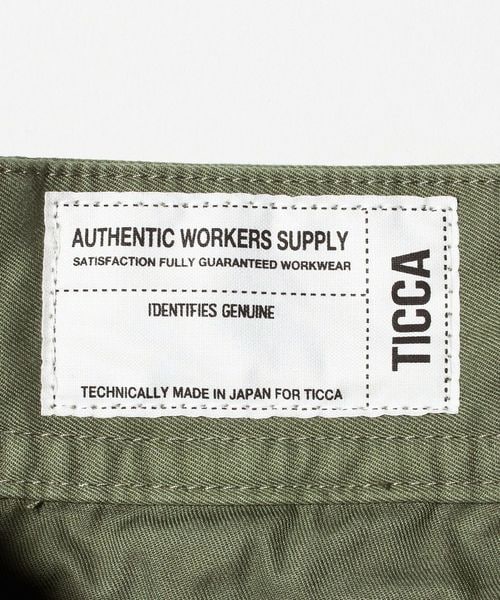 AUTHENTIC WORKERS SUPPLY
SATISFACTION FULLY GUARANTEED WORKWEAR
IDENTIFIES GENUINE
TECHNICALLY MADE IN JAPAN FOR TICCA
TICCA